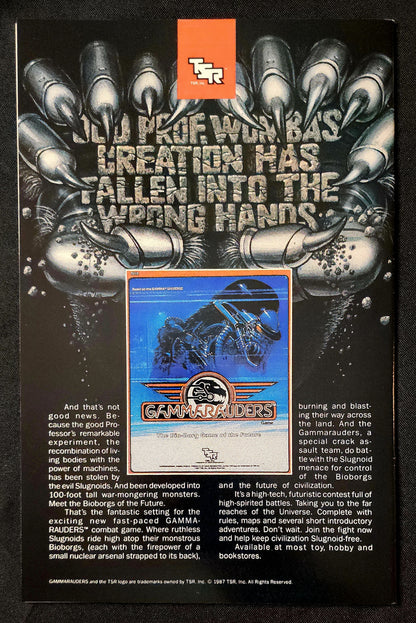 TSR
TSR, Inc.
OLD PROF. WOMBAS
CREATION HAS
FALLEN INTO THE
WRONG HANDS
GAMMARAUDERS
Game
The Bio-Borg Game of the Future
TSR
And that's not
good news. Be-
cause the good Pro-
fessor's remarkable
experiment, the
recombination of liv-
ing bodies with the
power of machines,
has been stolen by
the evil Slugnoids. And been developed into
100-foot tall war-mongering monsters.
Meet the Bioborgs of the Future.
That's the fantastic setting for the
exciting new fast-paced GAMMA-
RAUDERS™ combat game. Where ruthless
Slugnoids ride high atop their monstrous
Bioborgs, (each with the firepower of a
small nuclear arsenal strapped to its back),
burning and blast-
ing their way across
the land. And the
Gammarauders, a
special crack as-
sault team, do bat-
tle with the Slugnoid
menace for control
of the Bioborgs
and the future of civilization.
It's a high-tech, futuristic contest full of
high-spirited battles. Taking you to the far
reaches of the Universe. Complete with
rules, maps and several short introductory
adventures. Don't wait. Join the fight now
and help keep civilization Slugnoid-free.
Available at most toy, hobby and
bookstores.
GAMMARAUDERS and the TSR logo are trademarks owned by TSR, Inc. © 1987 TSR, Inc. All Rights Reserved.